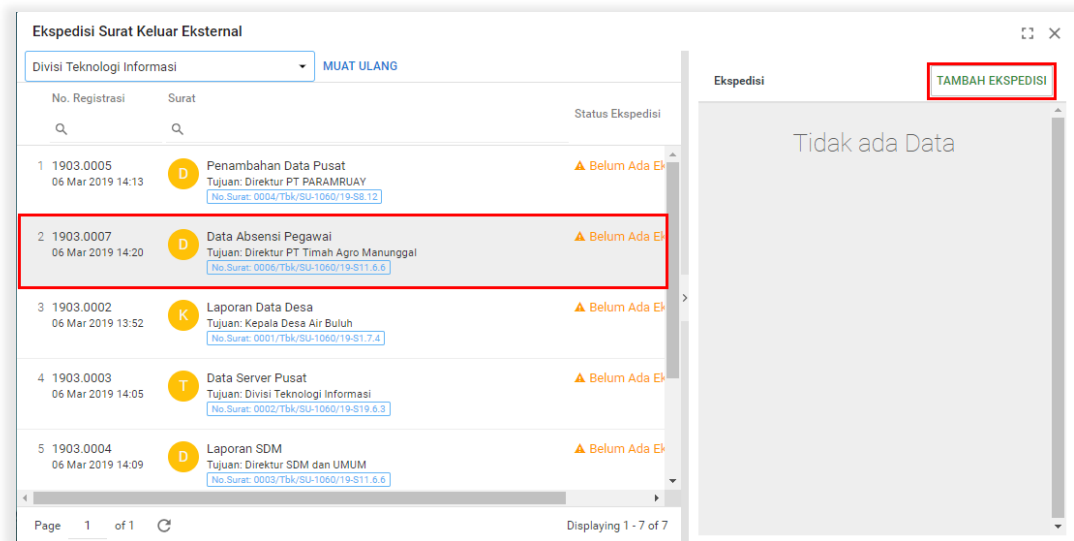 Ekspedisi Surat Keluar Eksternal
Divisi Teknologi Informasi
MUAT ULANG
No. Registrasi Surat Status Ekspedisi
1 1903.0005 D Penambahan Data Pusat Belum Ada Ek
06 Mar 2019 14:13 Tujuan: Direktur PT PARAMRUAY
No.Surat: 0004/Tbk/SU-1060/19-S8.12
2 1903.0007 D Data Absensi Pegawai Belum Ada Ek
06 Mar 2019 14:20 Tujuan: Direktur PT Timah Agro Manunggal
No.Surat: 0006/Tbk/SU-1060/19-S11.6.6
3 1903.0002 K Laporan Data Desa Belum Ada Ek
06 Mar 2019 13:52 Tujuan: Kepala Desa Air Buluh
No.Surat: 0001/Tbk/SU-1060/19-S1.7.4
4 1903.0003 T Data Server Pusat Belum Ada Ek
06 Mar 2019 14:05 Tujuan: Divisi Teknologi Informasi
No.Surat: 0002/Tbk/SU-1060/19-S19.6.3
5 1903.0004 D Laporan SDM Belum Ada Ek
06 Mar 2019 14:09 Tujuan: Direktur SDM dan UMUM
No.Surat: 0003/Tbk/SU-1060/19-S11.6.6
Page 1 of 1 Displaying 1 - 7 of 7
Ekspedisi
TAMBAH EKSPEDISI
Tidak ada Data